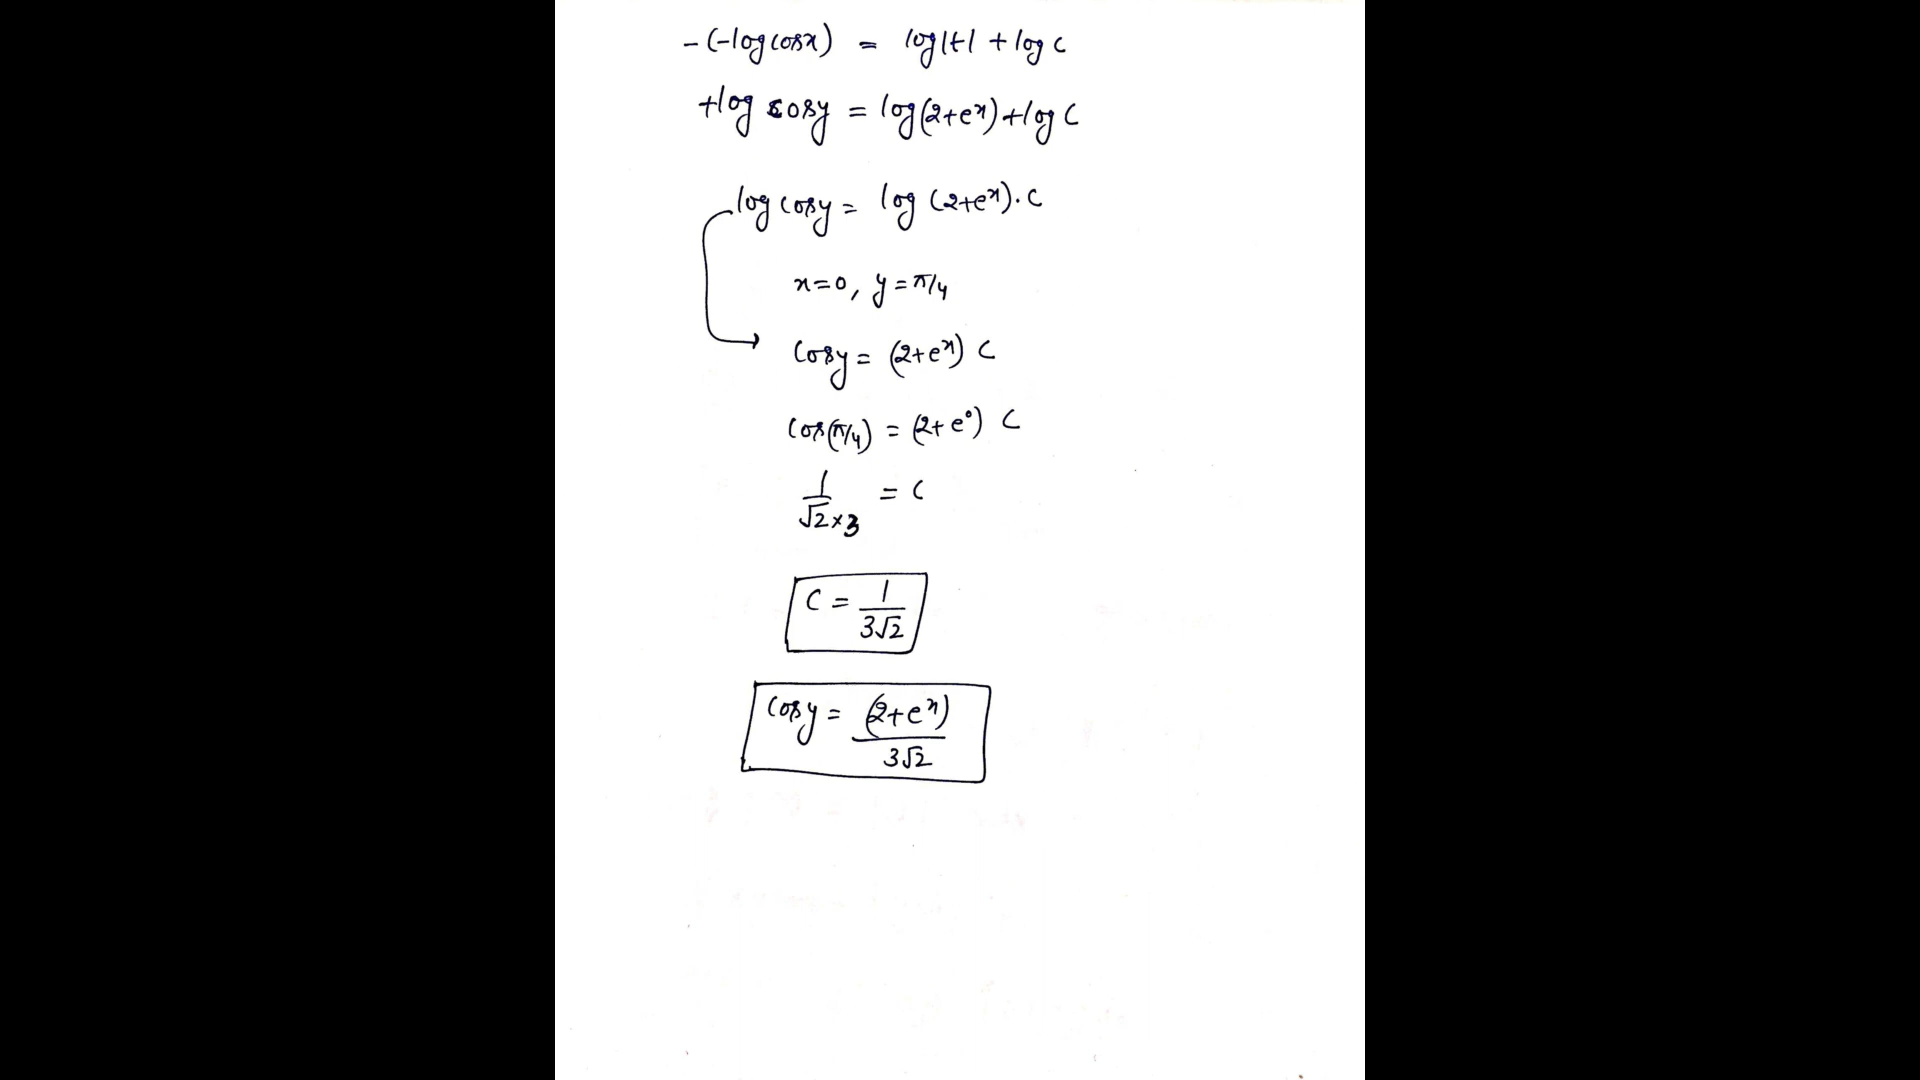 -(-log cosx) = log|t| + log c
+log cosy = log(2+eˣ)+log C
log cosy = log (2+eˣ).c
x=0, y=π/4
cosy = (2+eˣ) C
cos(π/4) = (2+e⁰) C
1/√2×3 = C
C = 1/3√2
cosy = (2+eˣ)/3√2